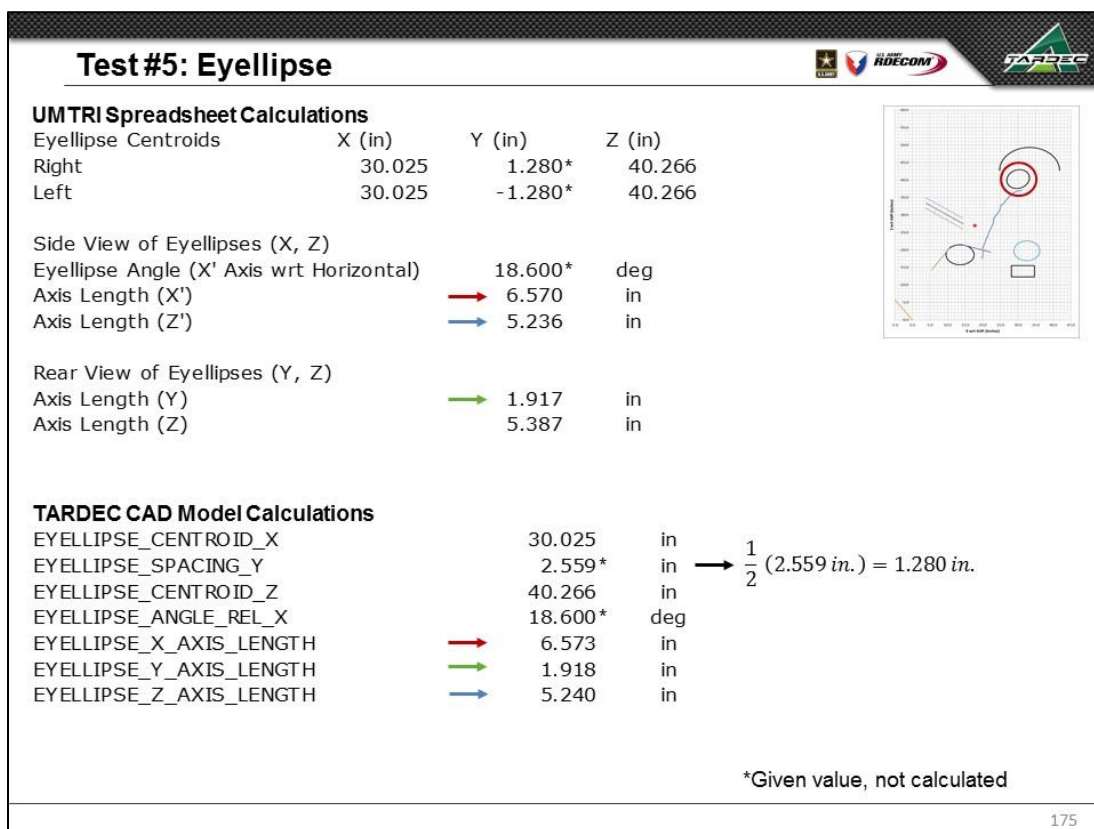 Test #5: Eyellipse
U.S. ARMY
U.S. ARMY RDECOM
TARDEC
UMTRI Spreadsheet Calculations
Eyellipse Centroids X (in) Y (in) Z (in)
Right 30.025 1.280* 40.266
Left 30.025 -1.280* 40.266
Side View of Eyellipses (X, Z)
Eyellipse Angle (X' Axis wrt Horizontal) 18.600* deg
Axis Length (X') 6.570 in
Axis Length (Z') 5.236 in
Rear View of Eyellipses (Y, Z)
Axis Length (Y) 1.917 in
Axis Length (Z) 5.387 in
TARDEC CAD Model Calculations
EYELLIPSE_CENTROID_X 30.025 in
EYELLIPSE_SPACING_Y 2.559* in → 1/2 (2.559 in.) = 1.280 in.
EYELLIPSE_CENTROID_Z 40.266 in
EYELLIPSE_ANGLE_REL_X 18.600* deg
EYELLIPSE_X_AXIS_LENGTH 6.573 in
EYELLIPSE_Y_AXIS_LENGTH 1.918 in
EYELLIPSE_Z_AXIS_LENGTH 5.240 in
*Given value, not calculated
175